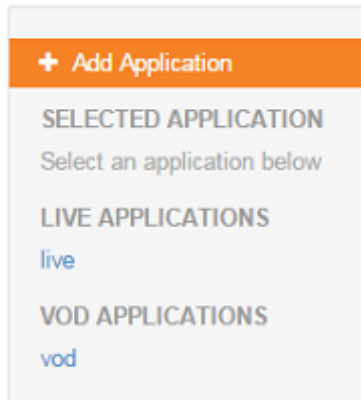 + Add Application
SELECTED APPLICATION
Select an application below
LIVE APPLICATIONS
live
VOD APPLICATIONS
vod